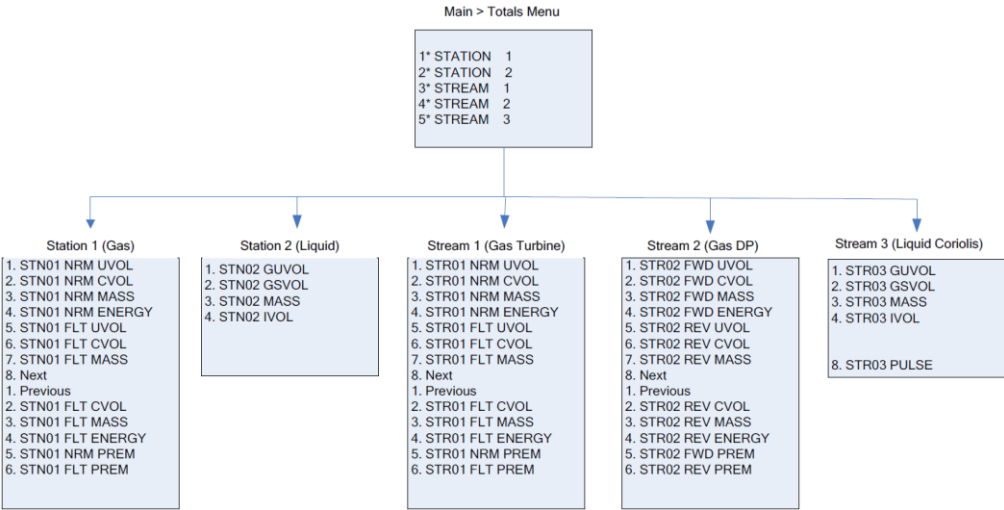 Main > Totals Menu
1* STATION 1
2* STATION 2
3* STREAM 1
4* STREAM 2
5* STREAM 3
Station 1 (Gas)
1. STN01 NRM UVOL
2. STN01 NRM CVOL
3. STN01 NRM MASS
4. STN01 NRM ENERGY
5. STN01 FLT UVOL
6. STN01 FLT CVOL
7. STN01 FLT MASS
8. Next
1. Previous
2. STN01 FLT CVOL
3. STN01 FLT MASS
4. STN01 FLT ENERGY
5. STN01 NRM PREM
6. STN01 FLT PREM
Station 2 (Liquid)
1. STN02 GUVOL
2. STN02 GSVOL
3. STN02 MASS
4. STN02 IVOL
Stream 1 (Gas Turbine)
1. STR01 NRM UVOL
2. STR01 NRM CVOL
3. STR01 NRM MASS
4. STR01 NRM ENERGY
5. STR01 FLT UVOL
6. STR01 FLT CVOL
7. STR01 FLT MASS
8. Next
1. Previous
2. STR01 FLT CVOL
3. STR01 FLT MASS
4. STR01 FLT ENERGY
5. STR01 NRM PREM
6. STR01 FLT PREM
Stream 2 (Gas DP)
1. STR02 FWD UVOL
2. STR02 FWD CVOL
3. STR02 FWD MASS
4. STR02 FWD ENERGY
5. STR02 REV UVOL
6. STR02 REV CVOL
7. STR02 REV MASS
8. Next
1. Previous
2. STR02 REV CVOL
3. STR02 REV MASS
4. STR02 REV ENERGY
5. STR02 FWD PREM
6. STR02 REV PREM
Stream 3 (Liquid Coriolis)
1. STR03 GUVOL
2. STR03 GSVOL
3. STR03 MASS
4. STR03 IVOL
8. STR03 PULSE